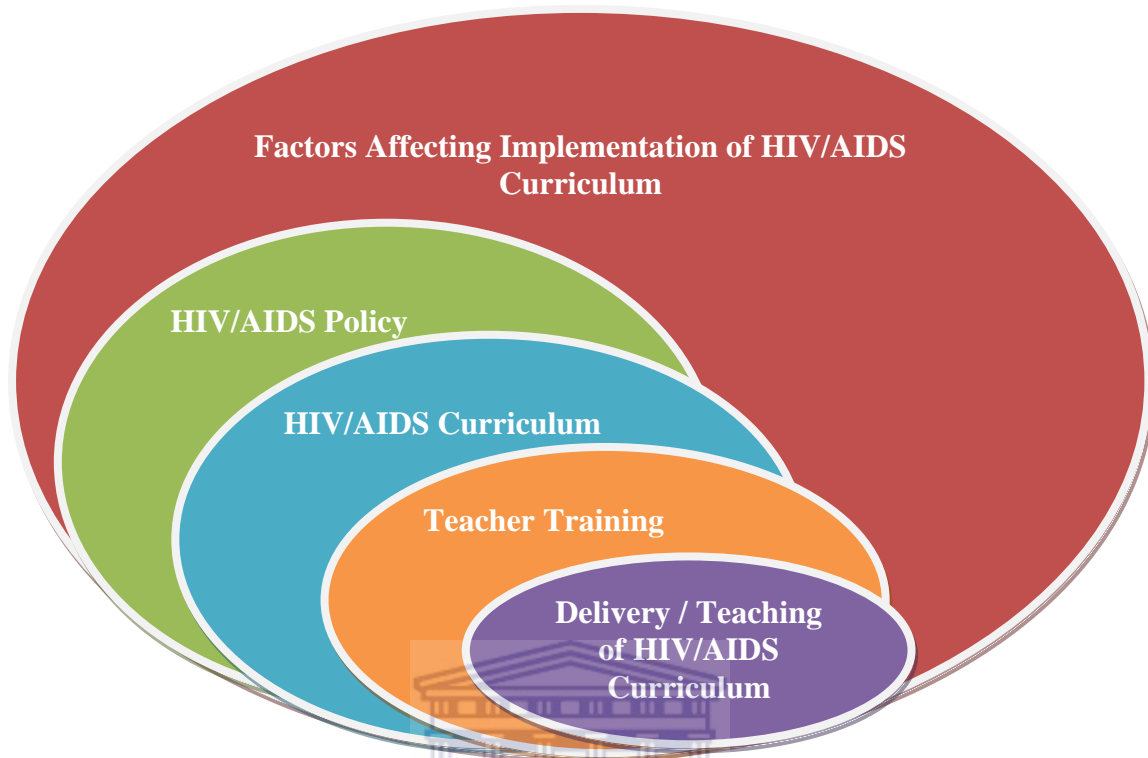 Factors Affecting Implementation of HIV/AIDS
Curriculum
HIV/AIDS Policy
HIV/AIDS Curriculum
Teacher Training
Delivery / Teaching
of HIV/AIDS
Curriculum